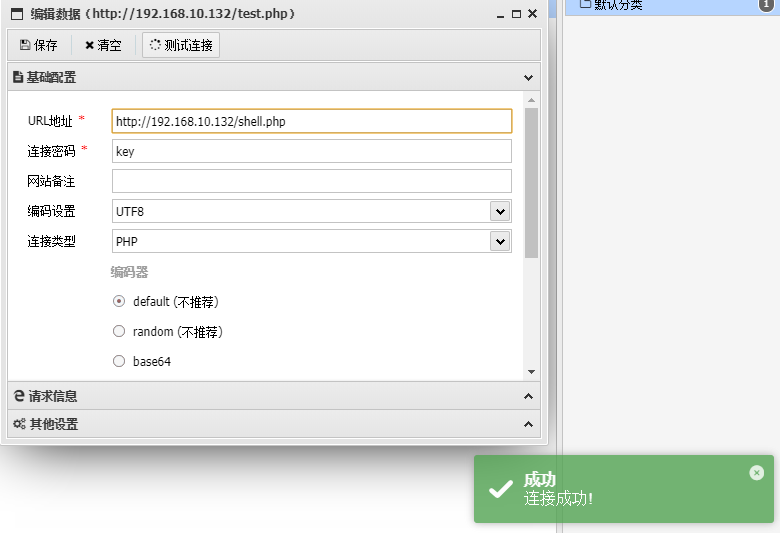 编辑数据（http://192.168.10.132/test.php）
默认分类
1
保存
清空
测试连接
基础配置
URL地址 *
http://192.168.10.132/shell.php
连接密码 *
key
网站备注
编码设置
UTF8
连接类型
PHP
编码器
default (不推荐)
random (不推荐)
base64
请求信息
其他设置
成功
连接成功!